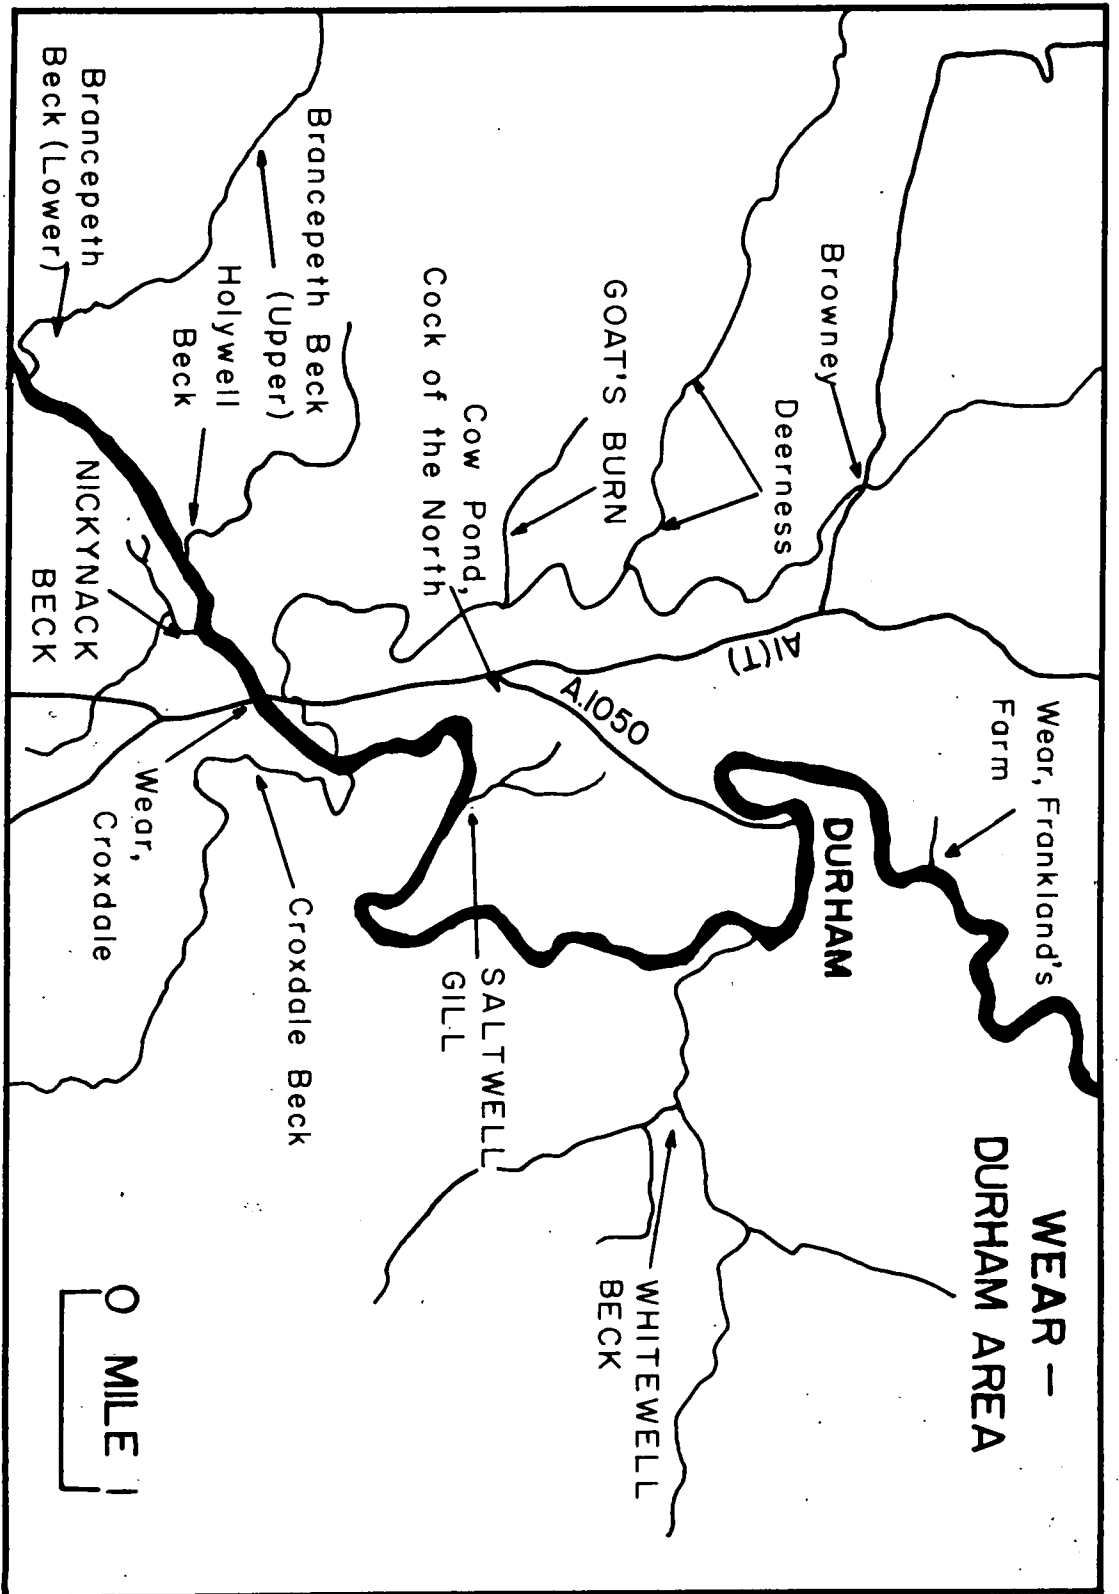 WEAR –
DURHAM AREA
Wear, Frankland's
Farm
Browney
Deerness
A1(T)
DURHAM
A.1050
GOAT'S BURN
Cow Pond,
Cock of the North
WHITEWELL
BECK
SALTWELL
GILL
Brancepeth Beck
(Upper)
Holywell
Beck
Croxdale Beck
Wear,
Croxdale
NICKYNACK
BECK
Brancepeth
Beck (Lower)
0 MILE 1